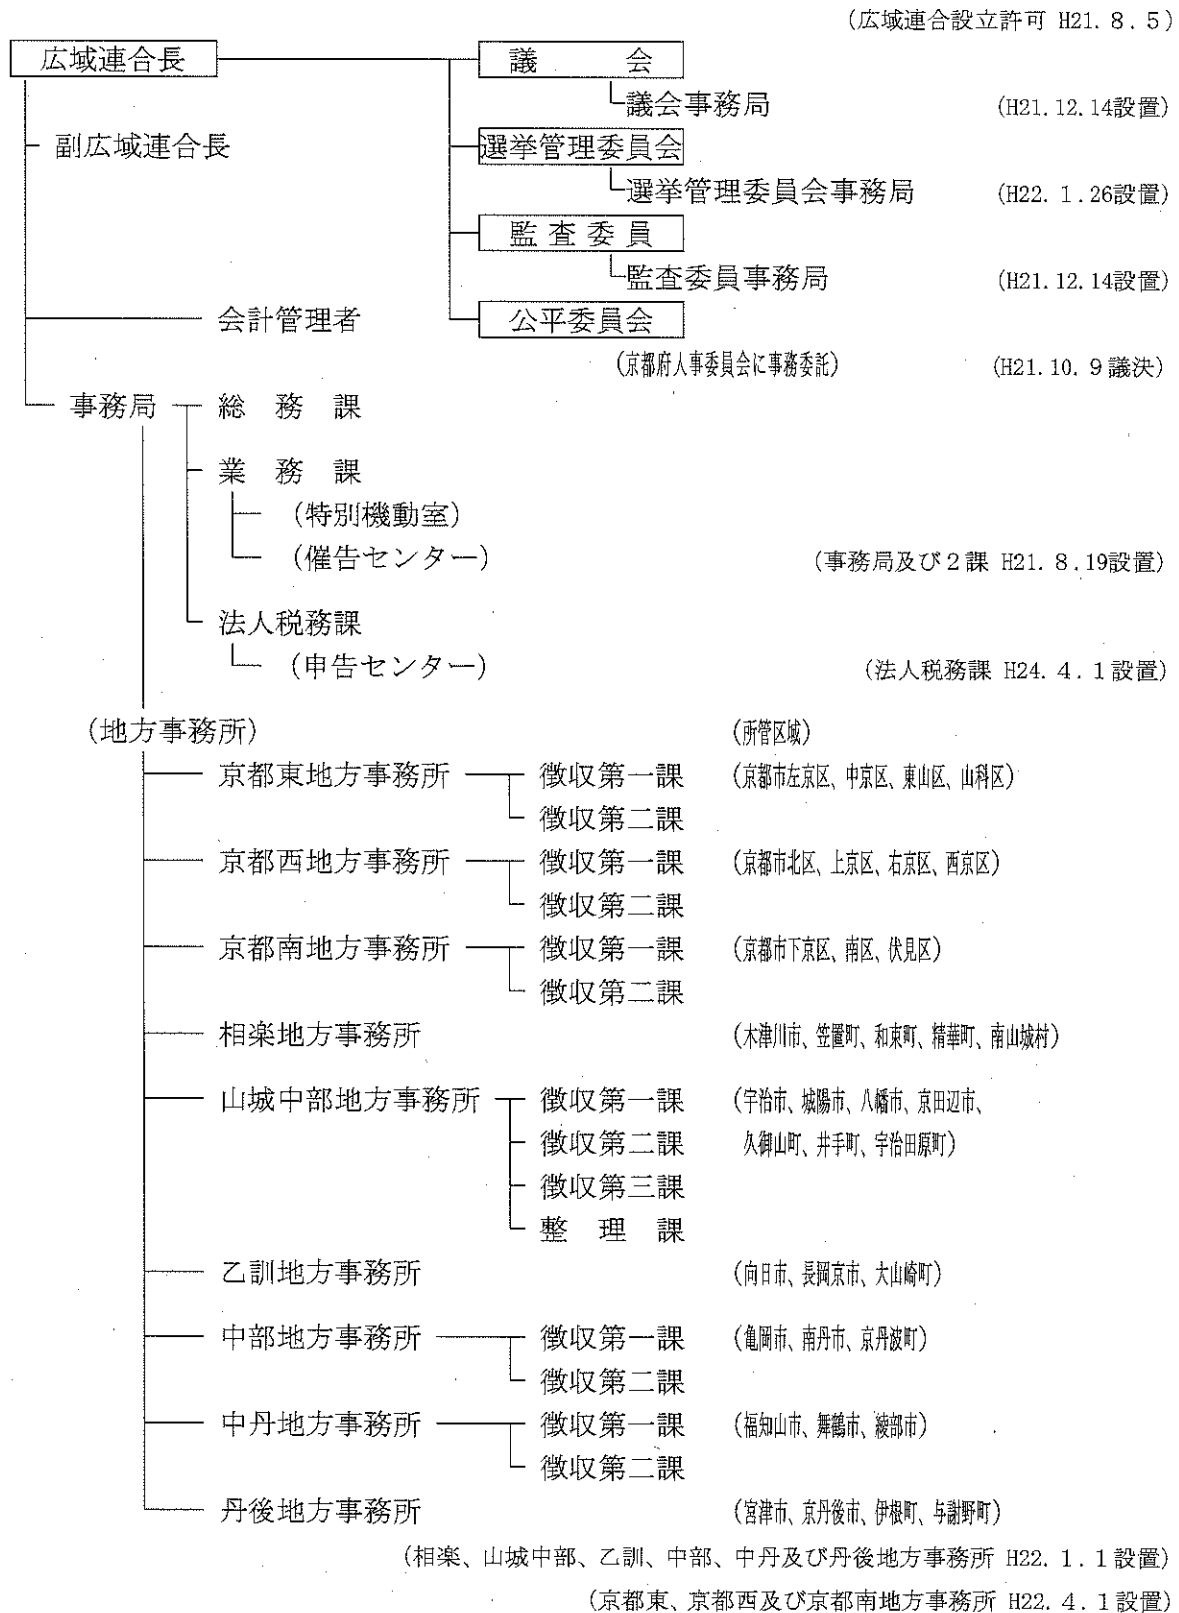 (広域連合設立許可 H21. 8. 5)
広域連合長 議 会
議会事務局 (H21.12.14設置)
副広域連合長 選挙管理委員会
選挙管理委員会事務局 (H22. 1.26設置)
監査委員
監査委員事務局 (H21.12.14設置)
会計管理者 公平委員会
(京都府人事委員会に事務委託) (H21.10. 9議決)
事務局 総 務 課
業 務 課
(特別機動室)
(催告センター) (事務局及び2課 H21. 8.19設置)
法人税務課
(申告センター) (法人税務課 H24. 4. 1設置)
(地方事務所) (所管区域)
京都東地方事務所 徴収第一課 (京都市左京区、中京区、東山区、山科区)
徴収第二課
京都西地方事務所 徴収第一課 (京都市北区、上京区、右京区、西京区)
徴収第二課
京都南地方事務所 徴収第一課 (京都市下京区、南区、伏見区)
徴収第二課
相楽地方事務所 (木津川市、笠置町、和束町、精華町、南山城村)
山城中部地方事務所 徴収第一課 (宇治市、城陽市、八幡市、京田辺市、
徴収第二課 久御山町、井手町、宇治田原町)
徴収第三課
整 理 課
乙訓地方事務所 (向日市、長岡京市、大山崎町)
中部地方事務所 徴収第一課 (亀岡市、南丹市、京丹波町)
徴収第二課
中丹地方事務所 徴収第一課 (福知山市、舞鶴市、綾部市)
徴収第二課
丹後地方事務所 (宮津市、京丹後市、伊根町、与謝野町)
(相楽、山城中部、乙訓、中部、中丹及び丹後地方事務所 H22. 1. 1設置)
(京都東、京都西及び京都南地方事務所 H22. 4. 1設置)